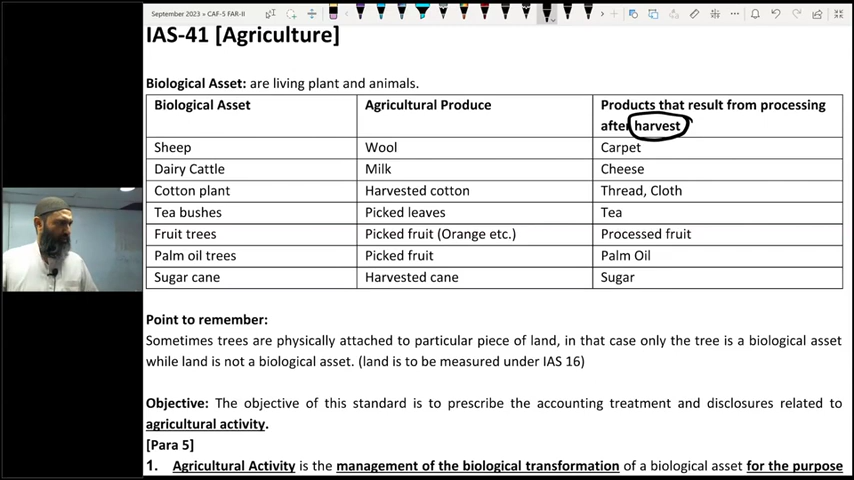 September 2023 » CAF-5 FAR-II
IAS-41 [Agriculture]
Biological Asset: are living plant and animals.
Biological Asset Agricultural Produce Products that result from processing
after harvest
Sheep Wool Carpet
Dairy Cattle Milk Cheese
Cotton plant Harvested cotton Thread, Cloth
Tea bushes Picked leaves Tea
Fruit trees Picked fruit (Orange etc.) Processed fruit
Palm oil trees Picked fruit Palm Oil
Sugar cane Harvested cane Sugar
Point to remember:
Sometimes trees are physically attached to particular piece of land, in that case only the tree is a biological asset
while land is not a biological asset. (land is to be measured under IAS 16)
Objective: The objective of this standard is to prescribe the accounting treatment and disclosures related to
agricultural activity.
[Para 5]
1. Agricultural Activity is the management of the biological transformation of a biological asset for the purpose